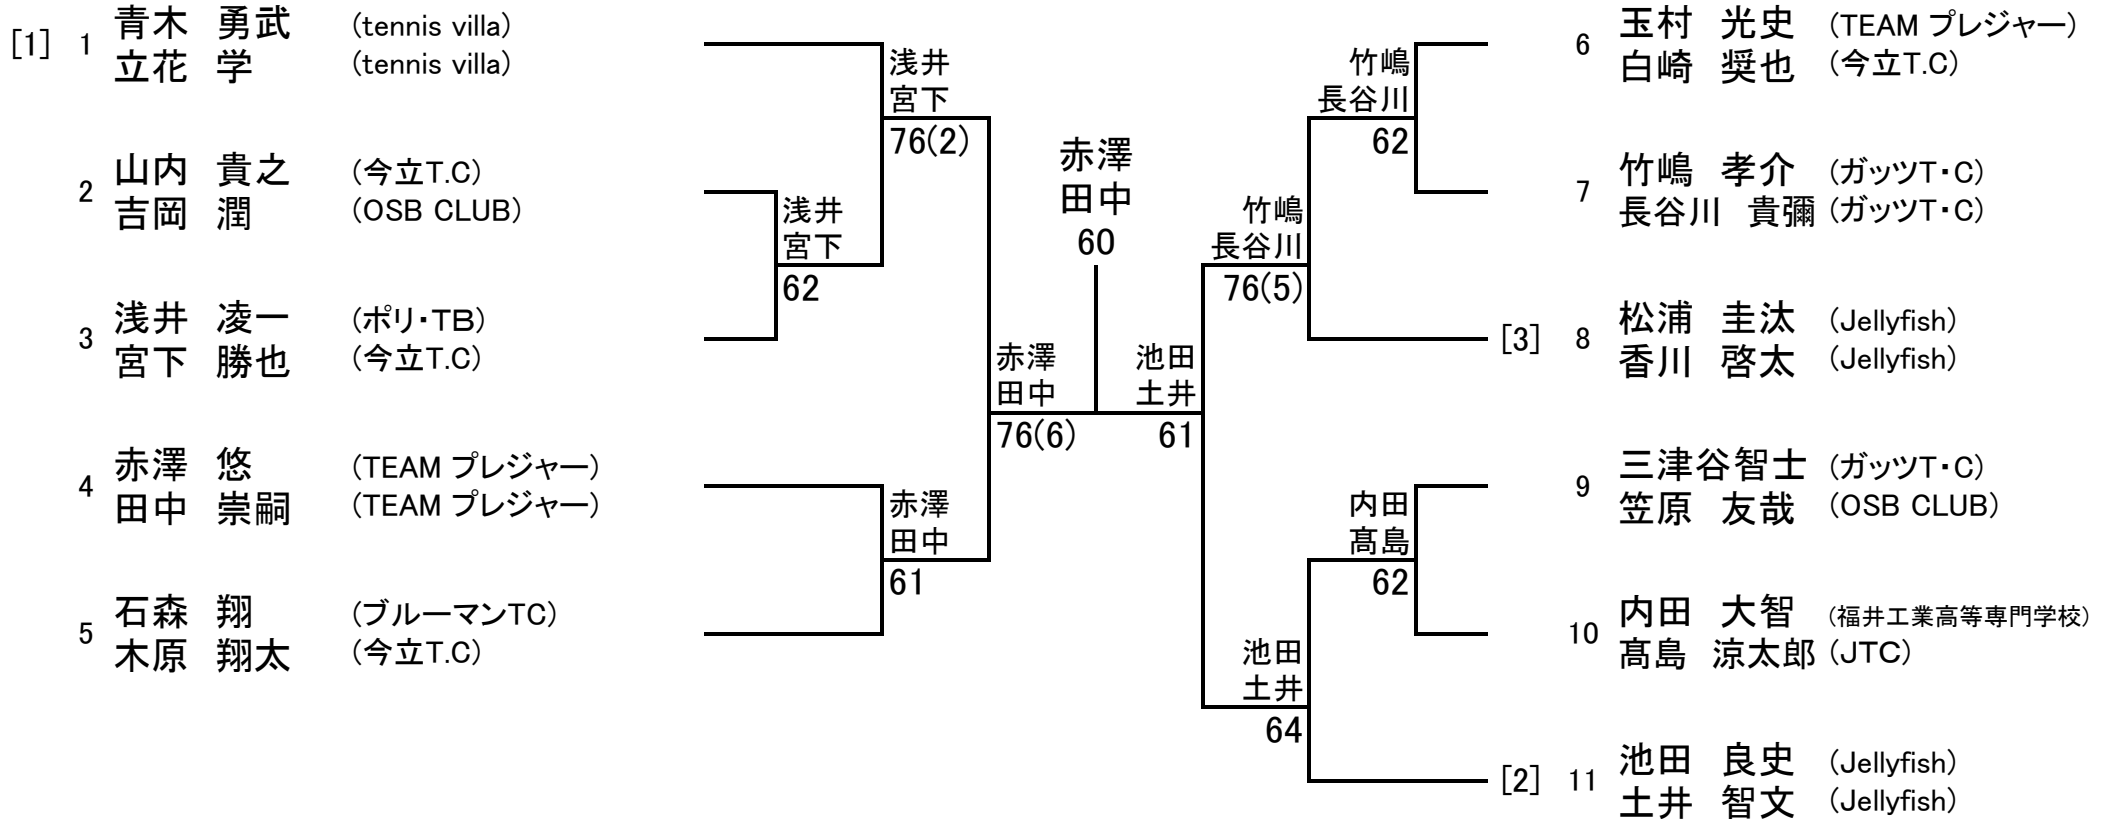 [1] 1 青木 勇武 (tennis villa)
立花 学 (tennis villa)
2 山内 貴之 (今立T.C)
吉岡 潤 (OSB CLUB)
3 浅井 凌一 (ポリ・TB)
宮下 勝也 (今立T.C)
4 赤澤 悠 (TEAM プレジャー)
田中 崇嗣 (TEAM プレジャー)
5 石森 翔 (ブルーマンTC)
木原 翔太 (今立T.C)
浅井
宮下
62
浅井
宮下
76(2)
赤澤
田中
61
赤澤
田中
76(6)
赤澤
田中
60
池田
土井
61
竹嶋
長谷川
76(5)
池田
土井
64
竹嶋
長谷川
62
内田
髙島
62
6 玉村 光史 (TEAM プレジャー)
白崎 奨也 (今立T.C)
7 竹嶋 孝介 (ガッツT・C)
長谷川 貴彌 (ガッツT・C)
[3] 8 松浦 圭汰 (Jellyfish)
香川 啓太 (Jellyfish)
9 三津谷智士 (ガッツT・C)
笠原 友哉 (OSB CLUB)
10 内田 大智 (福井工業高等専門学校)
髙島 涼太郎 (JTC)
[2] 11 池田 良史 (Jellyfish)
土井 智文 (Jellyfish)